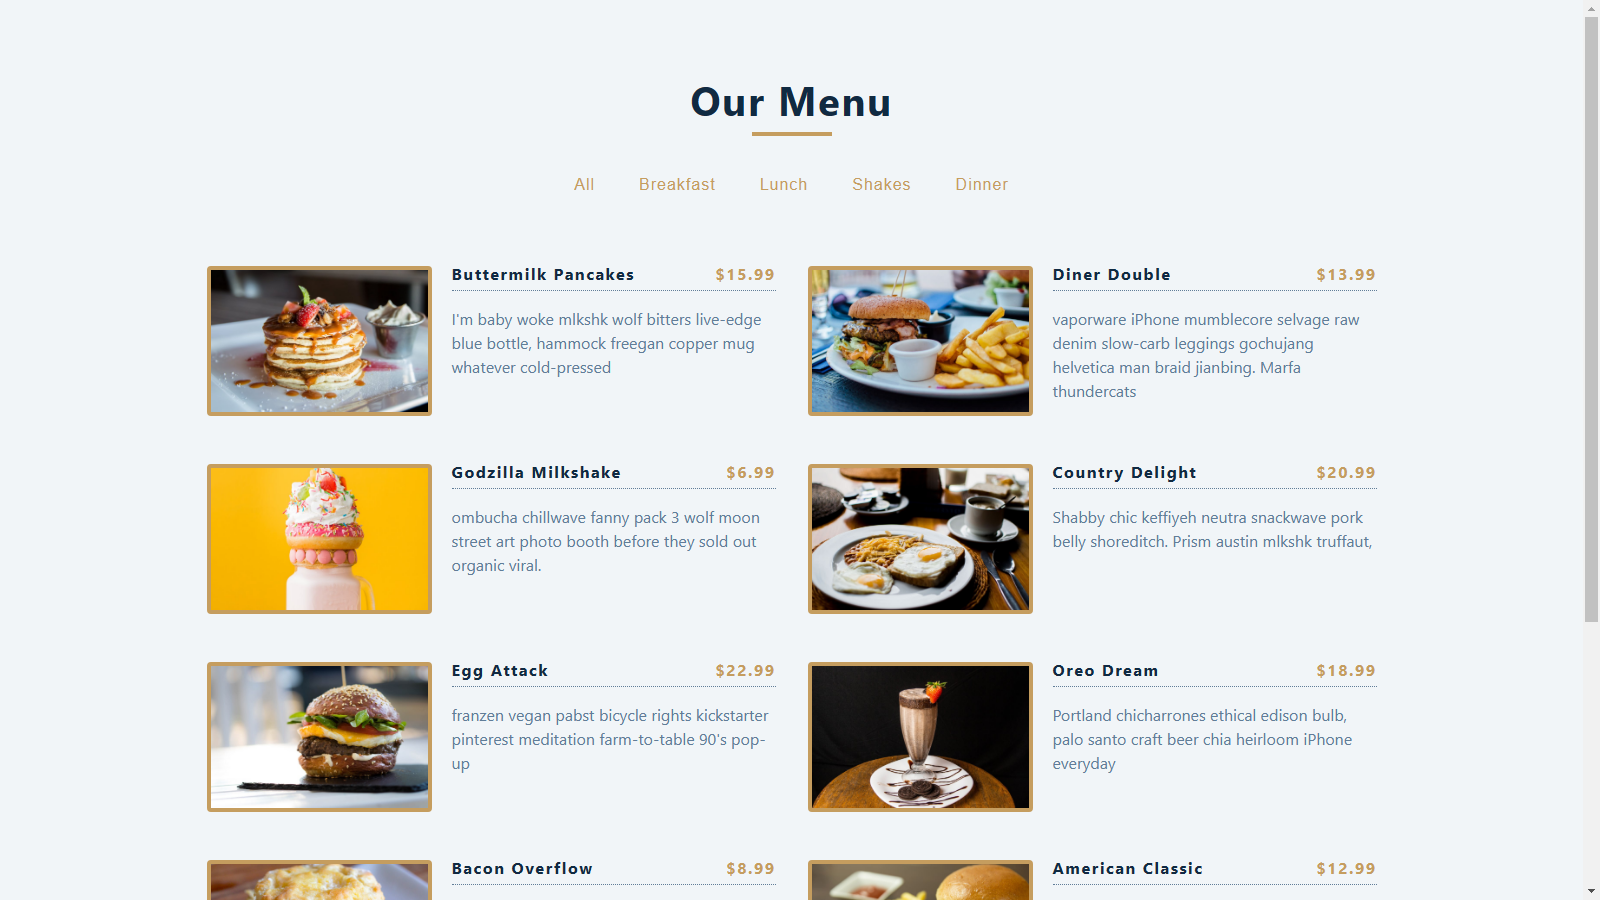 Our Menu
All Breakfast Lunch Shakes Dinner
Buttermilk Pancakes $15.99
I'm baby woke mlkshk wolf bitters live-edge
blue bottle, hammock freegan copper mug
whatever cold-pressed
Diner Double $13.99
vaporware iPhone mumblecore selvage raw
denim slow-carb leggings gochujang
helvetica man braid jianbing. Marfa
thundercats
Godzilla Milkshake $6.99
ombucha chillwave fanny pack 3 wolf moon
street art photo booth before they sold out
organic viral.
Country Delight $20.99
Shabby chic keffiyeh neutra snackwave pork
belly shoreditch. Prism austin mlkshk truffaut,
Egg Attack $22.99
franzen vegan pabst bicycle rights kickstarter
pinterest meditation farm-to-table 90's pop-
up
Oreo Dream $18.99
Portland chicharrones ethical edison bulb,
palo santo craft beer chia heirloom iPhone
everyday
Bacon Overflow $8.99
American Classic $12.99